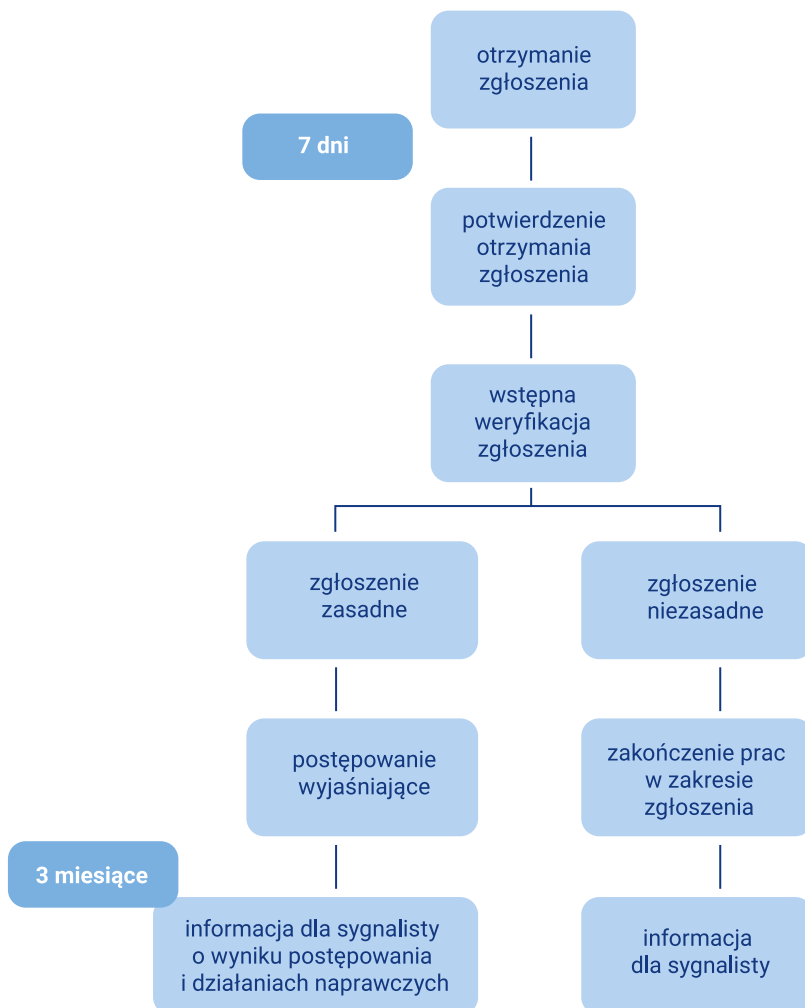 otrzymanie
zgłoszenia
7 dni
potwierdzenie
otrzymania
zgłoszenia
wstępna
weryfikacja
zgłoszenia
zgłoszenie
zasadne
zgłoszenie
niezasadne
postępowanie
wyjaśniające
zakończenie prac
w zakresie
zgłoszenia
3 miesiące
informacja dla sygnalisty
o wyniku postępowania
i działaniach naprawczych
informacja
dla sygnalisty